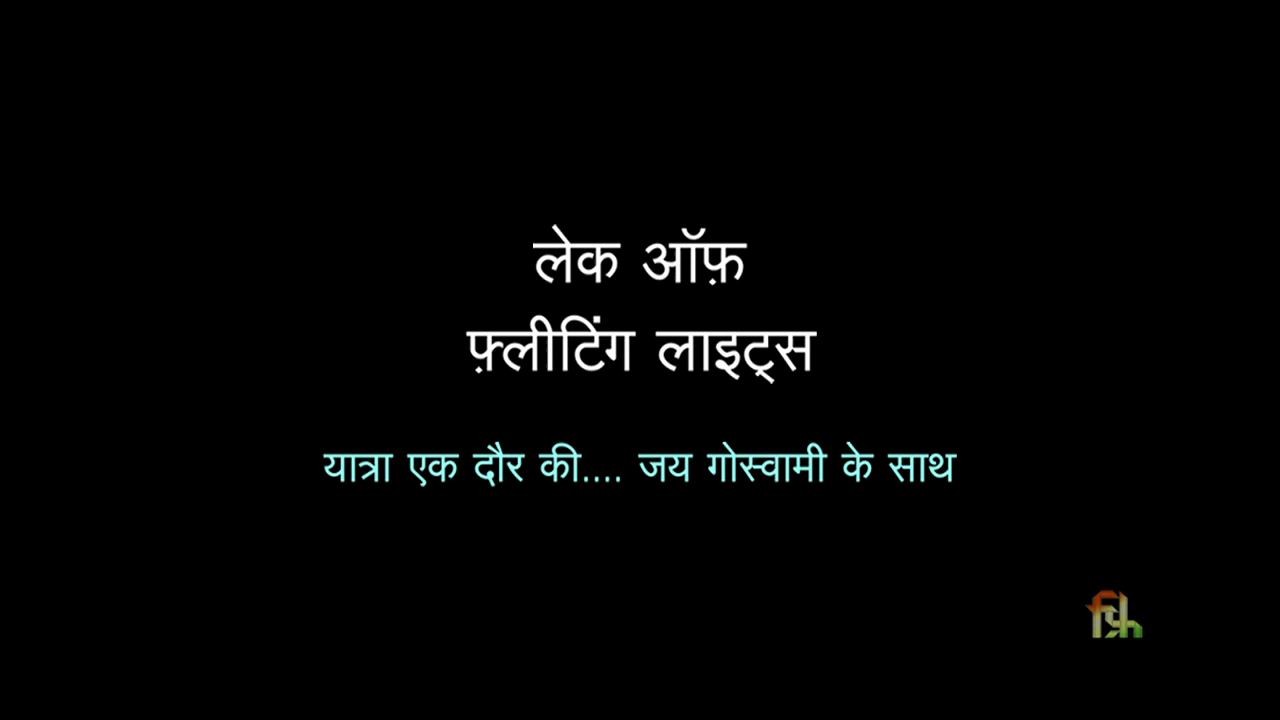 लेक ऑफ़
फ़्लीटिंग लाइट्स
यात्रा एक दौर की.... जय गोस्वामी के साथ